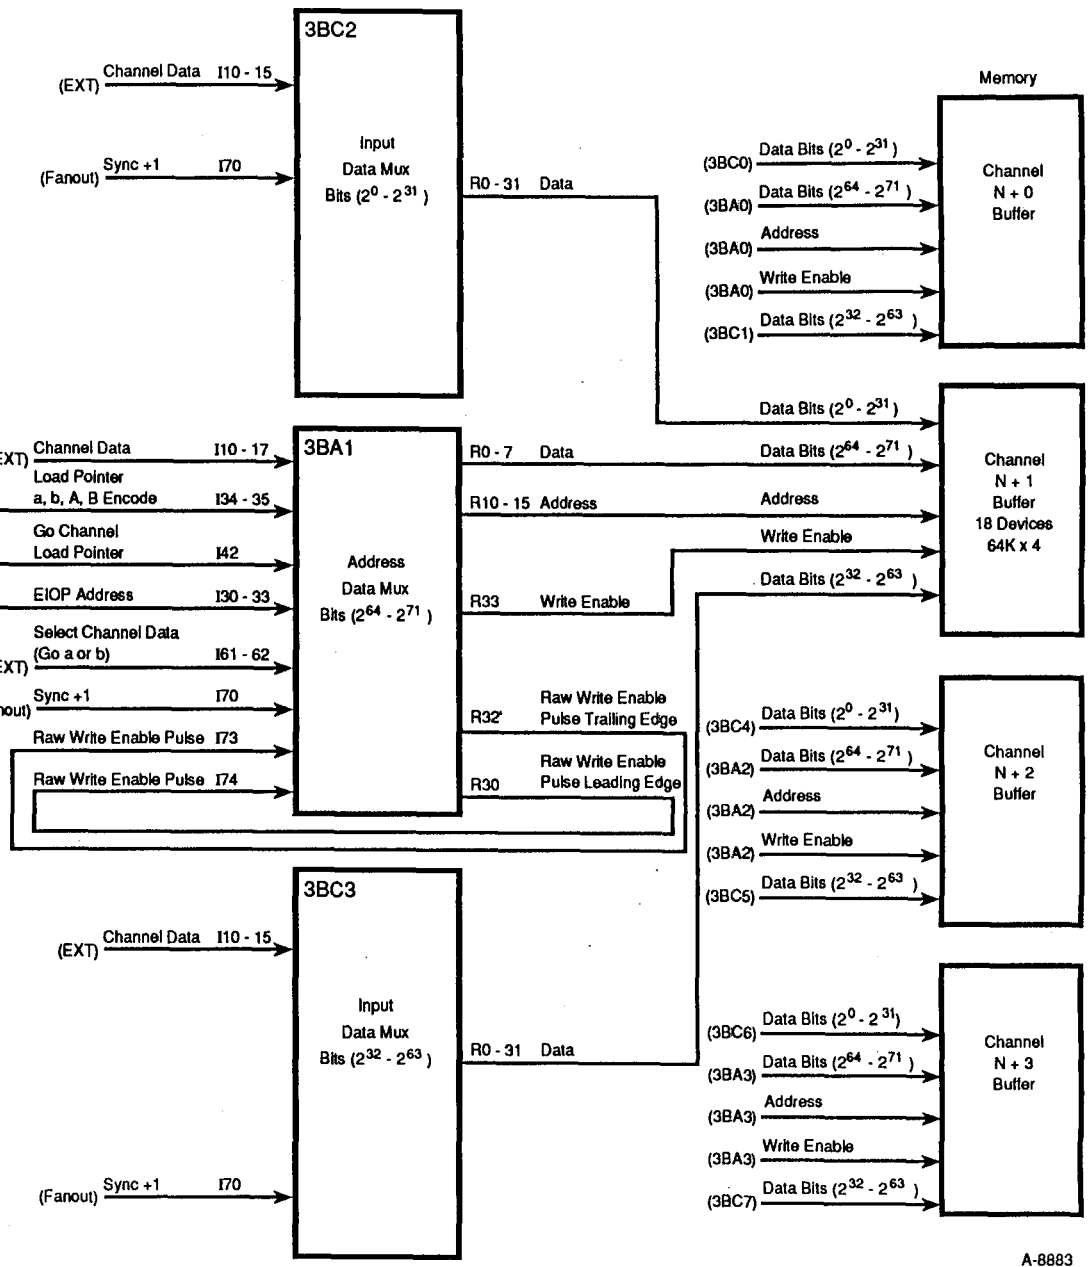 3BC2
(EXT) Channel Data I10 - 15
(Fanout) Sync +1 I70
Input
Data Mux
Bits (2^0 - 2^31 )
R0 - 31 Data
3BA1
EXT) Channel Data I10 - 17
Load Pointer
a, b, A, B Encode I34 - 35
Go Channel
Load Pointer I42
EIOP Address I30 - 33
Select Channel Data
EXT) (Go a or b) I61 - 62
nout) Sync +1 I70
Raw Write Enable Pulse I73
Raw Write Enable Pulse I74
Address
Data Mux
Bits (2^64 - 2^71 )
R0 - 7 Data
R10 - 15 Address
R33 Write Enable
R32' Raw Write Enable
Pulse Trailing Edge
R30 Raw Write Enable
Pulse Leading Edge
3BC3
(EXT) Channel Data I10 - 15
Input
Data Mux
Bits (2^32 - 2^63 )
R0 - 31 Data
(Fanout) Sync +1 I70
Memory
(3BC0) Data Bits (2^0 - 2^31 )
(3BA0) Data Bits (2^64 - 2^71 )
(3BA0) Address
(3BA0) Write Enable
(3BC1) Data Bits (2^32 - 2^63 )
Channel
N + 0
Buffer
Data Bits (2^0 - 2^31 )
Data Bits (2^64 - 2^71 )
Address
Write Enable
Data Bits (2^32 - 2^63 )
Channel
N + 1
Buffer
18 Devices
64K x 4
(3BC4) Data Bits (2^0 - 2^31 )
(3BA2) Data Bits (2^64 - 2^71 )
(3BA2) Address
(3BA2) Write Enable
(3BC5) Data Bits (2^32 - 2^63 )
Channel
N + 2
Buffer
(3BC6) Data Bits (2^0 - 2^31 )
(3BA3) Data Bits (2^64 - 2^71 )
(3BA3) Address
(3BA3) Write Enable
(3BC7) Data Bits (2^32 - 2^63 )
Channel
N + 3
Buffer
A-8883